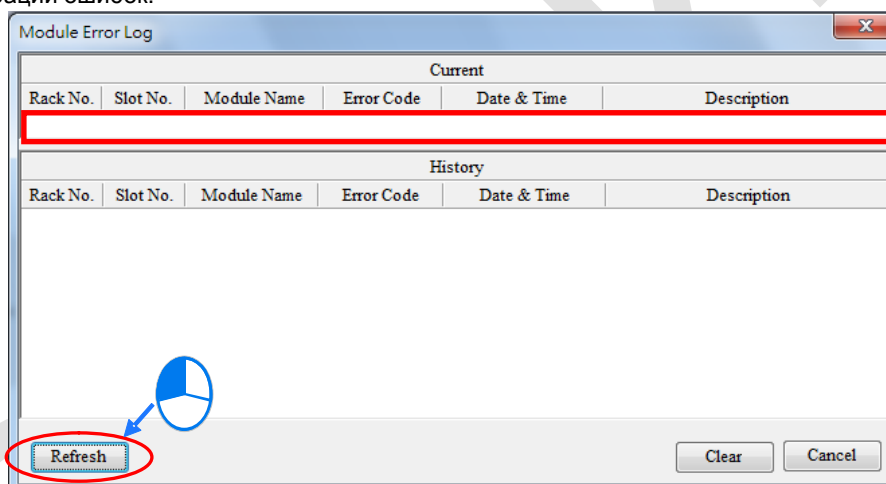 ошибок.
Module Error Log
Current
Rack No. Slot No. Module Name Error Code Date & Time Description
History
Rack No. Slot No. Module Name Error Code Date & Time Description
Refresh Clear Cancel